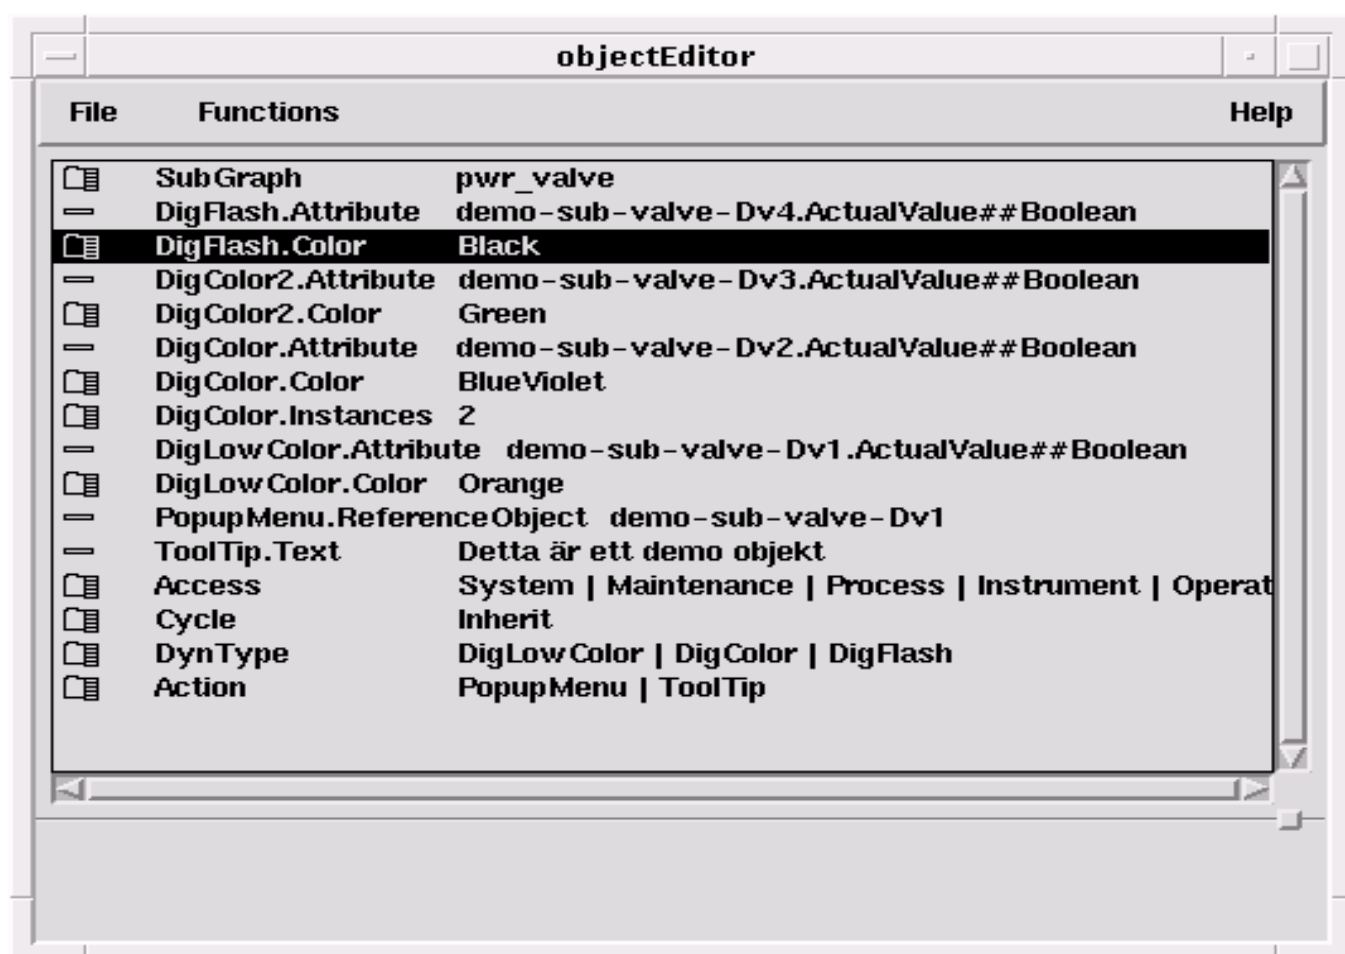 objectEditor
File Functions Help
SubGraph pwr_valve
DigFlash.Attribute demo-sub-valve-Dv4.ActualValue##Boolean
DigFlash.Color Black
DigColor2.Attribute demo-sub-valve-Dv3.ActualValue##Boolean
DigColor2.Color Green
DigColor.Attribute demo-sub-valve-Dv2.ActualValue##Boolean
DigColor.Color BlueViolet
DigColor.Instances 2
DigLowColor.Attribute demo-sub-valve-Dv1.ActualValue##Boolean
DigLowColor.Color Orange
PopupMenu.ReferenceObject demo-sub-valve-Dv1
ToolTip.Text Detta är ett demo objekt
Access System | Maintenance | Process | Instrument | Operat
Cycle Inherit
DynType DigLowColor | DigColor | DigFlash
Action PopupMenu | ToolTip